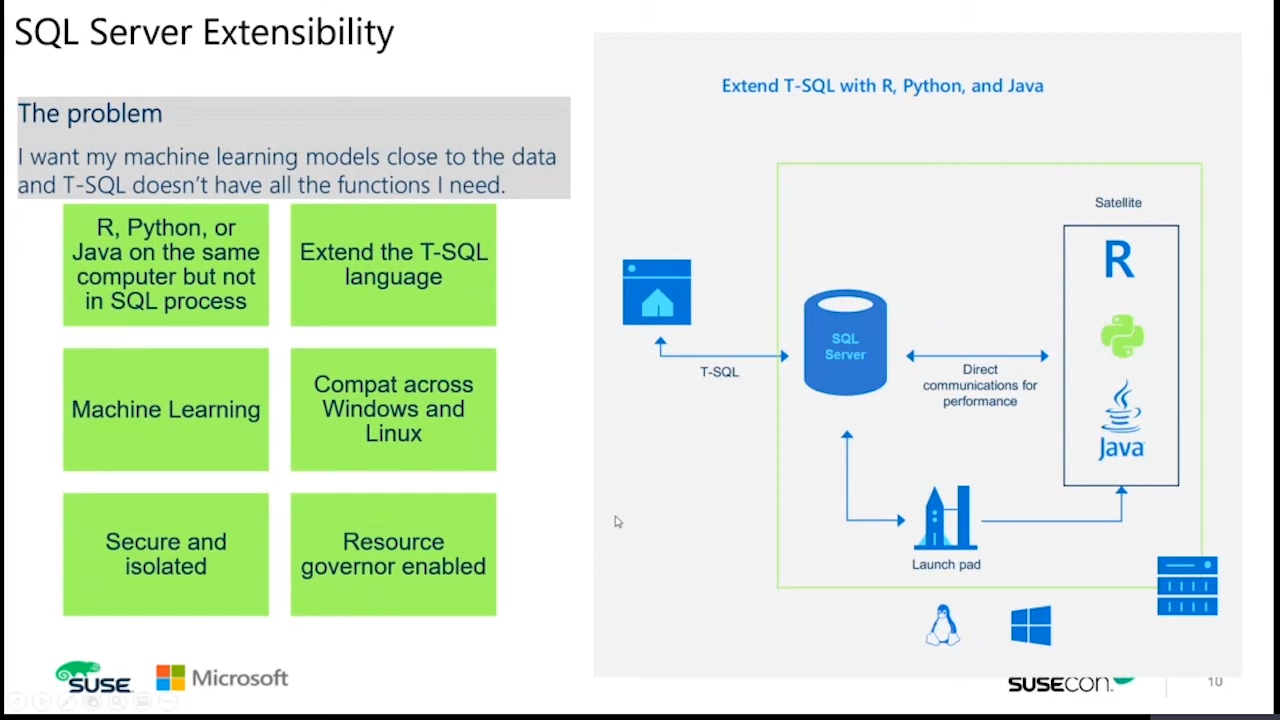 SQL Server Extensibility
The problem
I want my machine learning models close to the data
and T-SQL doesn't have all the functions I need.
R, Python, or
Java on the same
computer but not
in SQL process
Extend the T-SQL
language
Machine Learning
Compat across
Windows and
Linux
Secure and
isolated
Resource
governor enabled
Extend T-SQL with R, Python, and Java
Satellite
R
Java
SQL
Server
T-SQL
Direct
communications for
performance
Launch pad
SUSE
Microsoft
SUSECON.
10